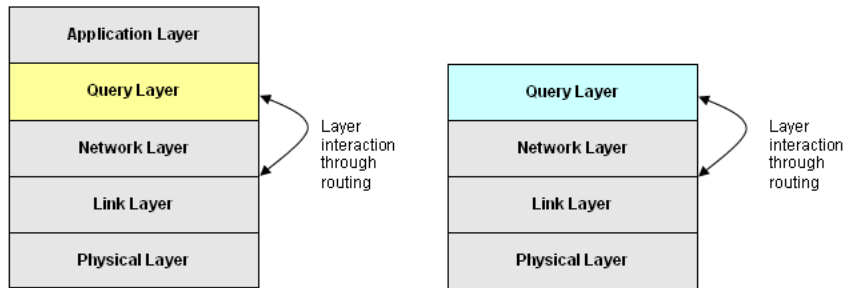 Application Layer
Query Layer
Network Layer
Link Layer
Physical Layer
Layer
interaction
through
routing
Query Layer
Network Layer
Link Layer
Physical Layer
Layer
interaction
through
routing